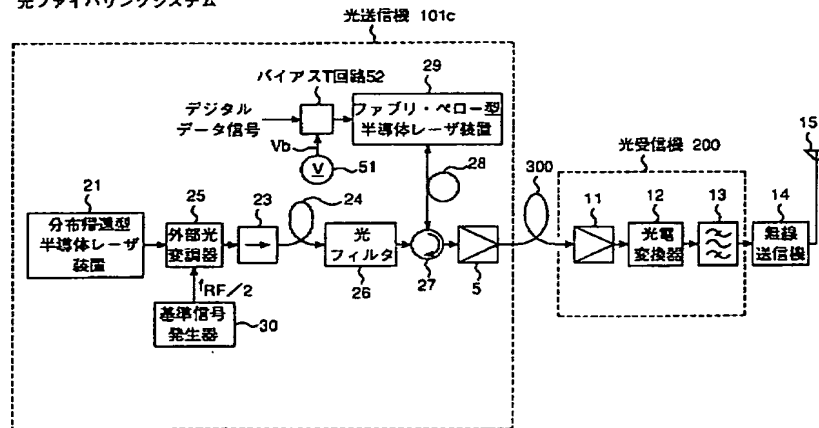 光ファイバリンクシステム
光送信機 101c
バイアスT回路52
29
デジタル
データ信号
ファブリ・ペロー型
半導体レーザ装置
Vb
V
51
28
15
光受信機 200
21
25
23
24
300
11
12
13
14
分布帰還型
半導体レーザ
装置
外部光
変調器
光
フィルタ
光電
変換器
無線
送信機
26
27
5
fRF/2
基準信号
発生器
30